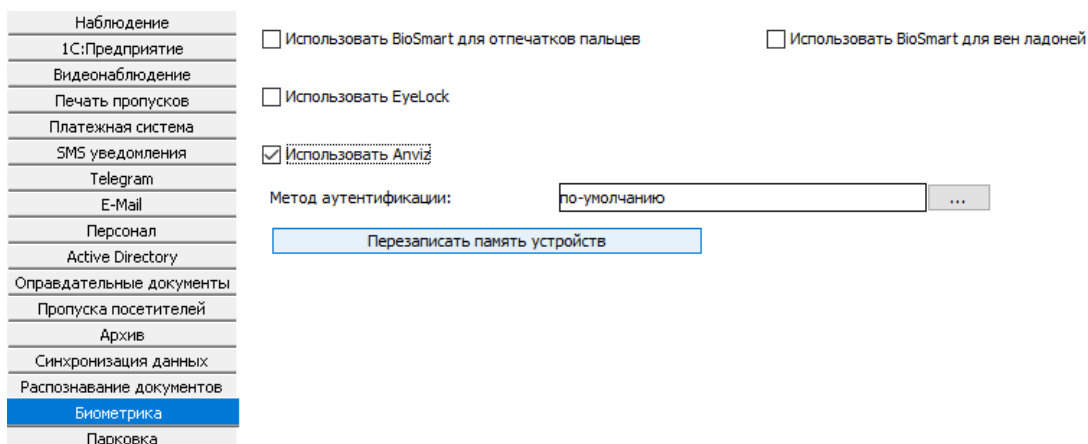 Наблюдение
1С:Предприятие
Видеонаблюдение
Печать пропусков
Платежная система
SMS уведомления
Telegram
E-Mail
Персонал
Active Directory
Оправдательные документы
Пропуска посетителей
Архив
Синхронизация данных
Распознавание документов
Биометрика
Парковка
Использовать BioSmart для отпечатков пальцев
Использовать BioSmart для вен ладоней
Использовать EyeLock
Использовать Anviz
Метод аутентификации: по-умолчанию ...
Перезаписать память устройств